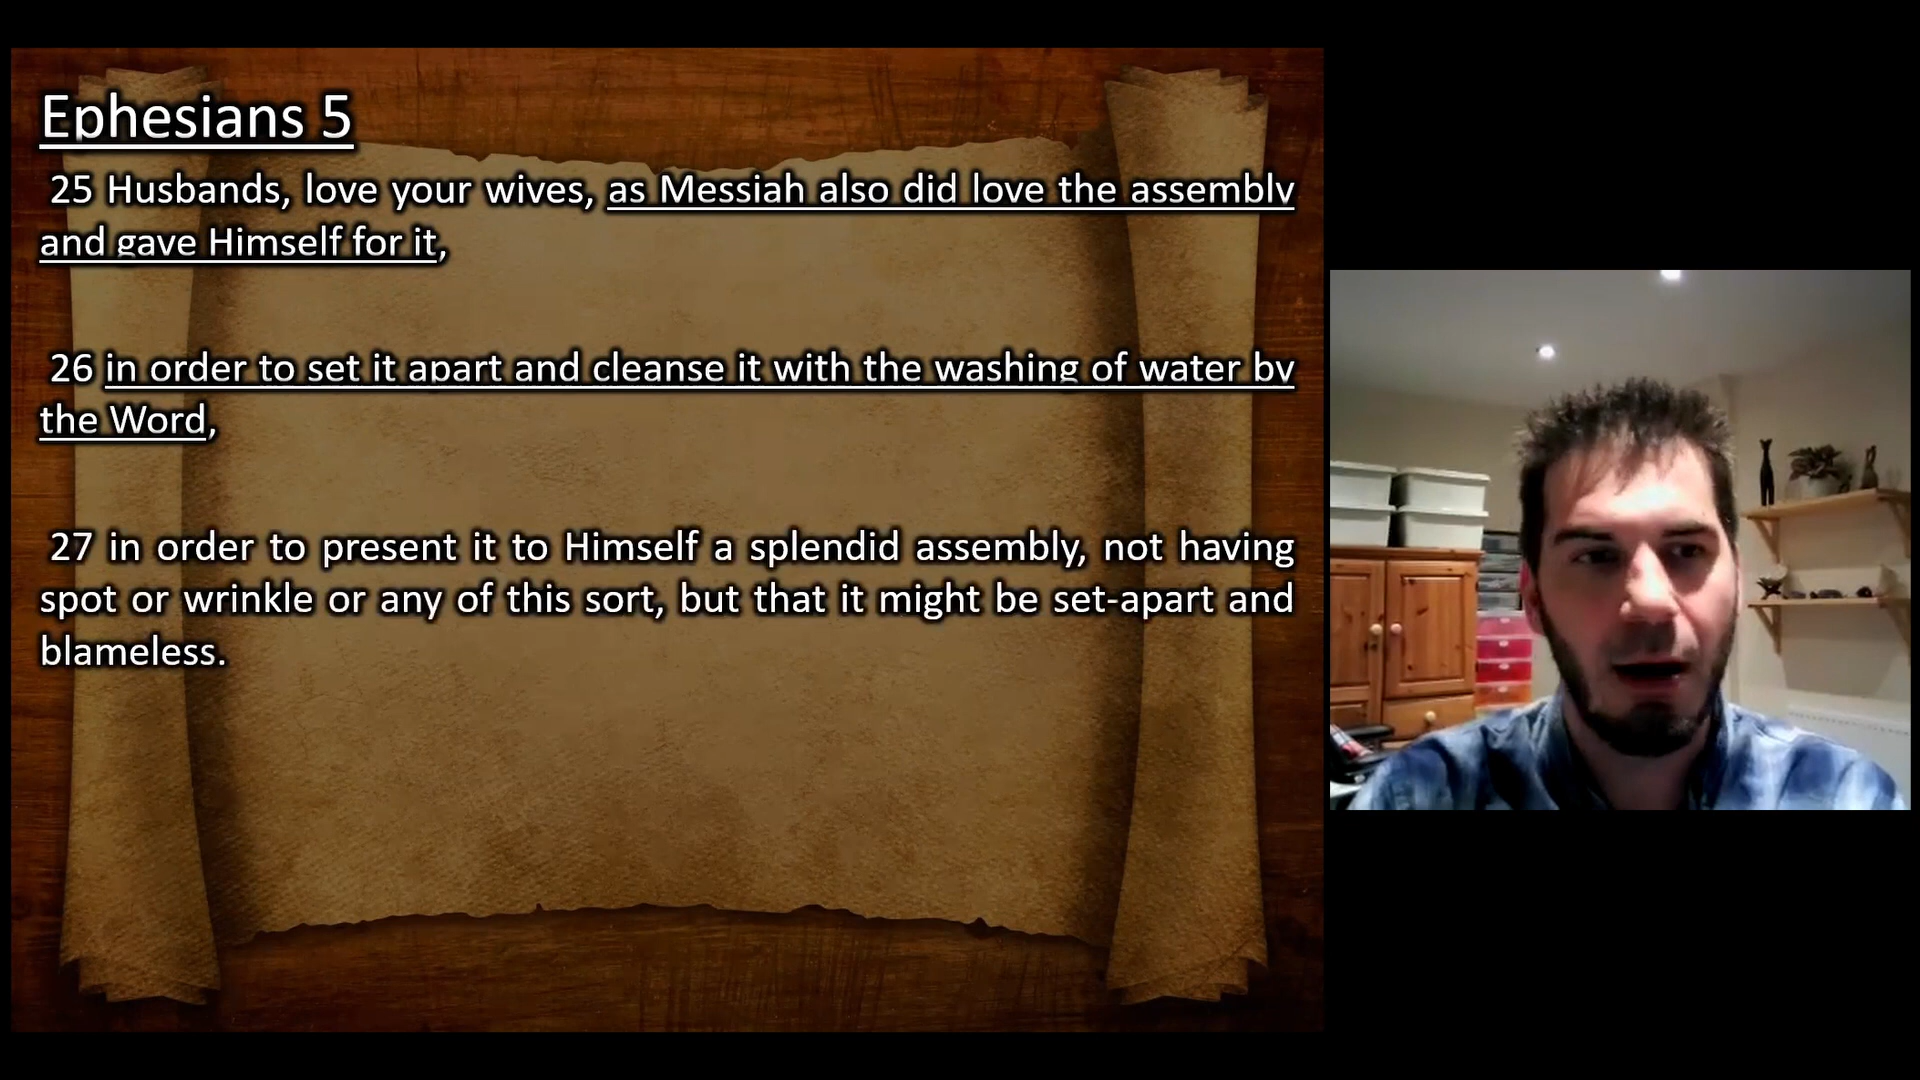 Ephesians 5
25 Husbands, love your wives, as Messiah also did love the assembly
and gave Himself for it,
26 in order to set it apart and cleanse it with the washing of water by
the Word,
27 in order to present it to Himself a splendid assembly, not having
spot or wrinkle or any of this sort, but that it might be set-apart and
blameless.